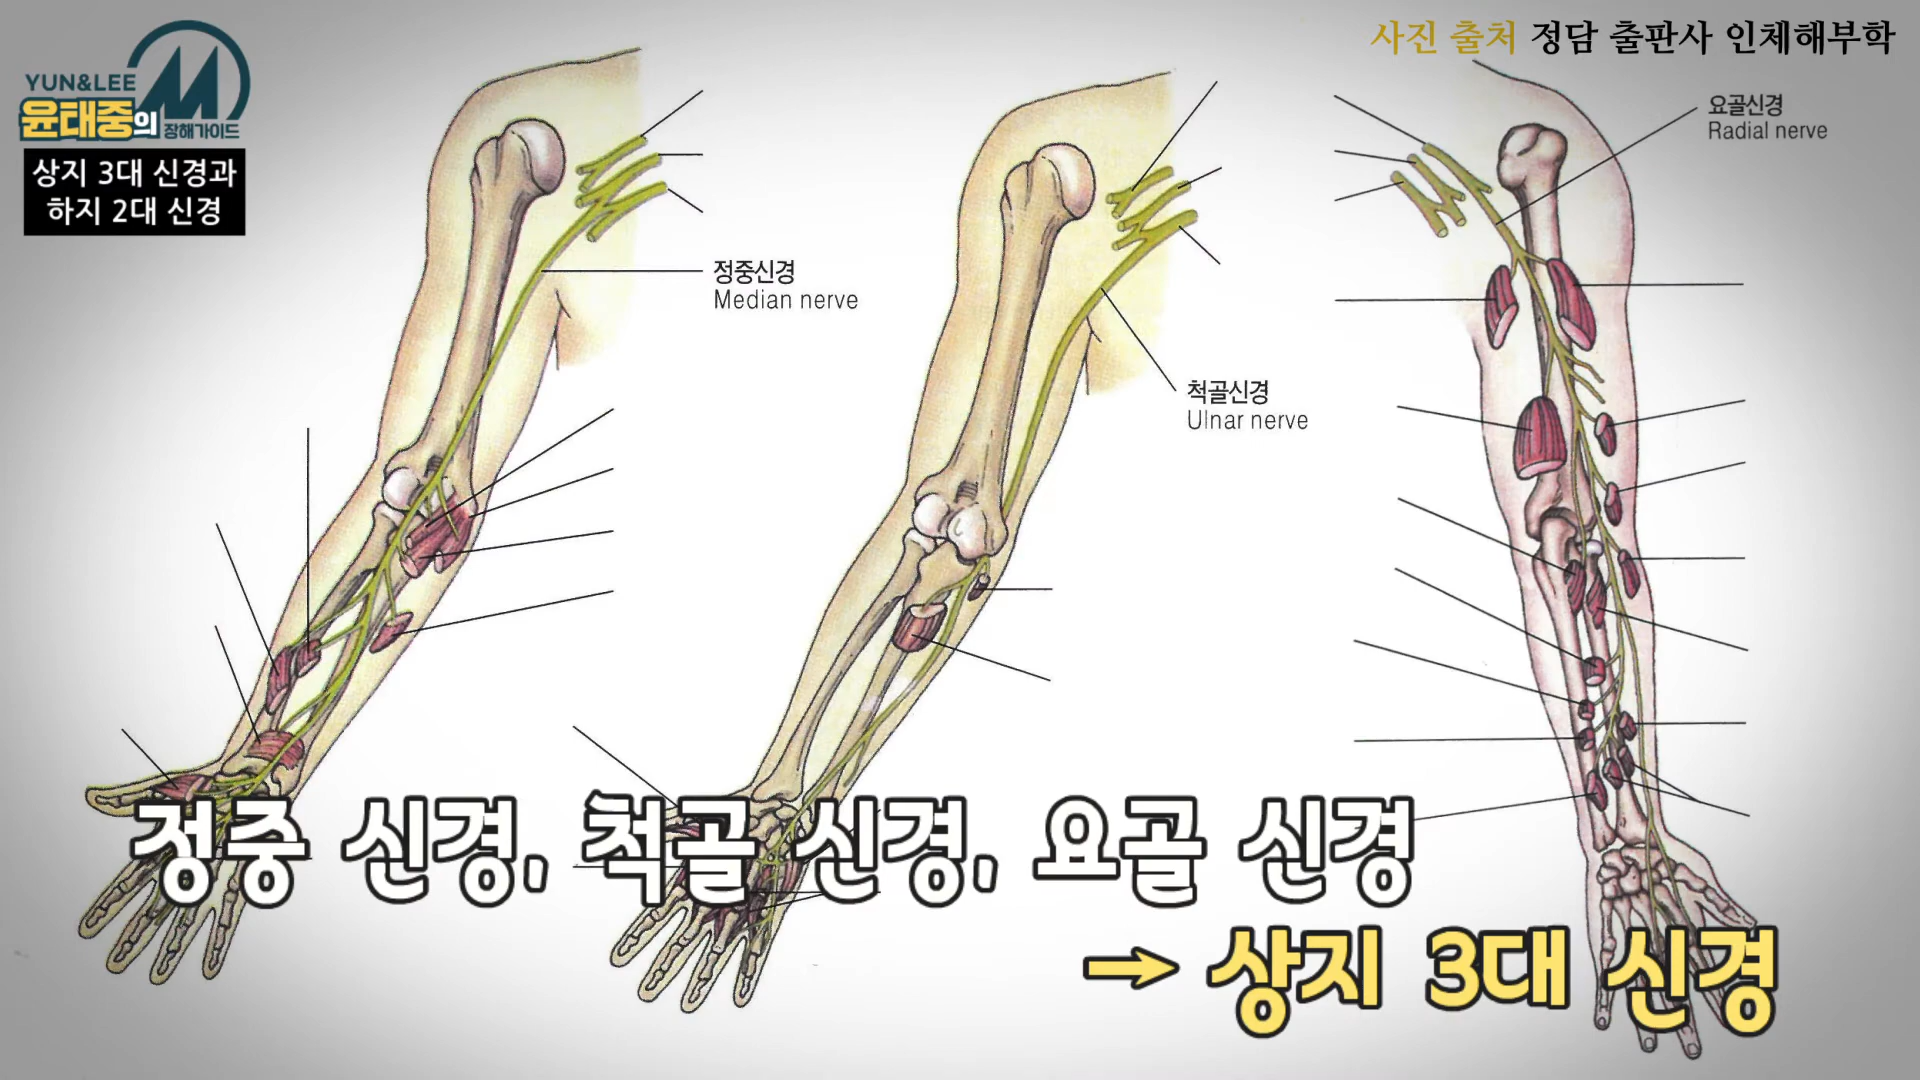 사진 출처 정담 출판사 인체해부학
YUN&LEE
윤태중의 장해가이드
상지 3대 신경과
하지 2대 신경
요골신경
Radial nerve
정중신경
Median nerve
척골신경
Ulnar nerve
정중 신경, 척골 신경, 요골 신경
→ 상지 3대 신경